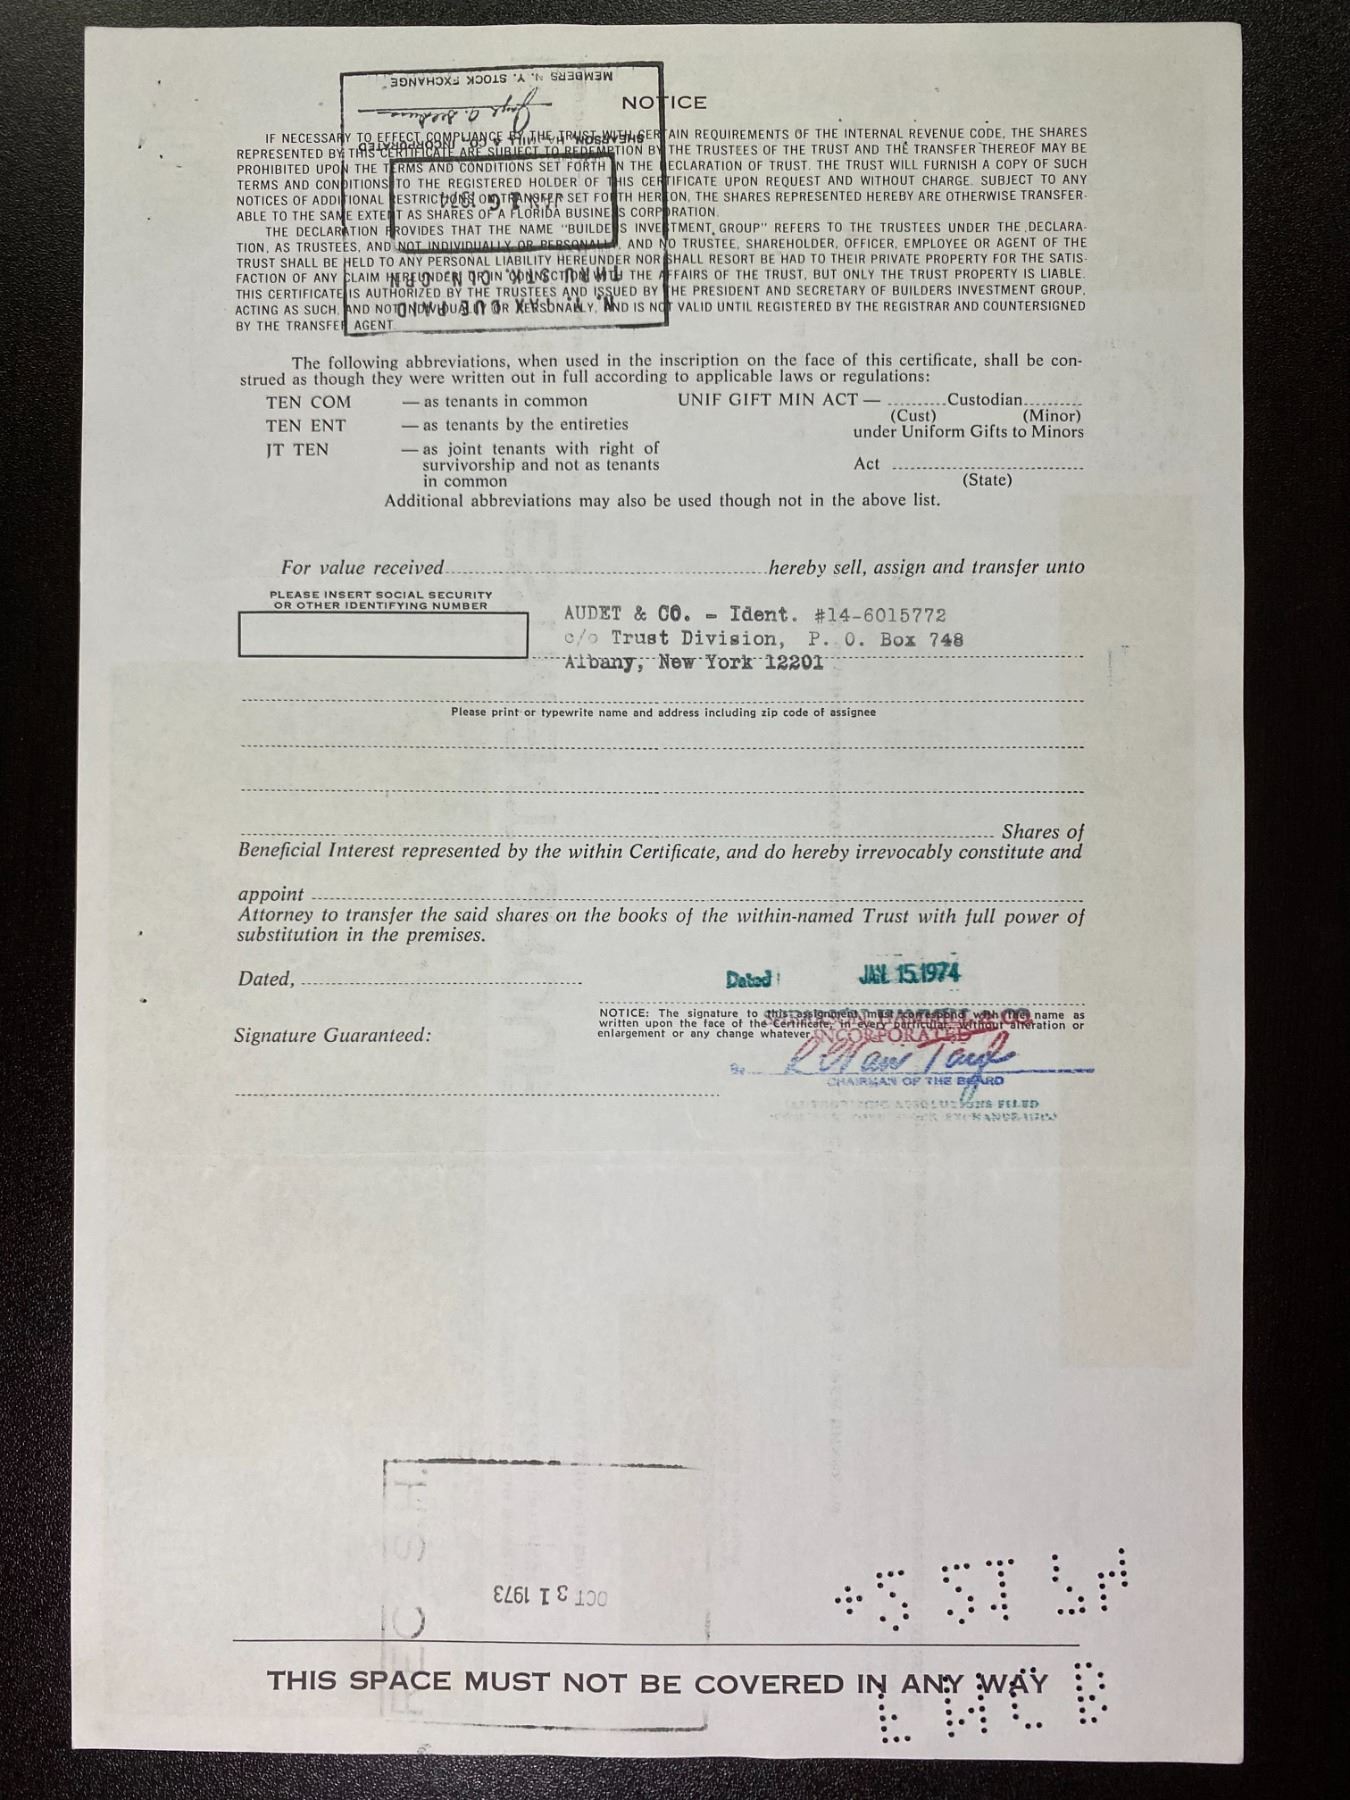 MEMBERS N. Y. STOCK EXCHANGE
NOTICE
IF NECESSARY TO EFFECT COMPLIANCE BY THE TRUST WITH CERTAIN REQUIREMENTS OF THE INTERNAL REVENUE CODE, THE SHARES
REPRESENTED BY THIS CERTIFICATE ARE SUBJECT TO REDEMPTION BY THE TRUSTEES OF THE TRUST AND THE TRANSFER THEREOF MAY BE
PROHIBITED UPON THE TERMS AND CONDITIONS SET FORTH IN THE DECLARATION OF TRUST. THE TRUST WILL FURNISH A COPY OF SUCH
TERMS AND CONDITIONS TO THE REGISTERED HOLDER OF THIS CERTIFICATE UPON REQUEST AND WITHOUT CHARGE. SUBJECT TO ANY
NOTICES OF ADDITIONAL RESTRICTIONS ON TRANSFER SET FORTH HEREON, THE SHARES REPRESENTED HEREBY ARE OTHERWISE TRANSFER-
ABLE TO THE SAME EXTENT AS SHARES OF A FLORIDA BUSINESS CORPORATION.
THE DECLARATION PROVIDES THAT THE NAME "BUILDERS INVESTMENT GROUP" REFERS TO THE TRUSTEES UNDER THE DECLARA-
TION, AS TRUSTEES, AND NOT INDIVIDUALLY OR PERSONALLY, AND NO TRUSTEE, SHAREHOLDER, OFFICER, EMPLOYEE OR AGENT OF THE
TRUST SHALL BE HELD TO ANY PERSONAL LIABILITY HEREUNDER NOR SHALL RESORT BE HAD TO THEIR PRIVATE PROPERTY FOR THE SATIS-
FACTION OF ANY CLAIM HEREUNDER OR IN CONNECTION WITH THE AFFAIRS OF THE TRUST, BUT ONLY THE TRUST PROPERTY IS LIABLE.
THIS CERTIFICATE IS AUTHORIZED BY THE TRUSTEES AND ISSUED BY THE PRESIDENT AND SECRETARY OF BUILDERS INVESTMENT GROUP,
ACTING AS SUCH, AND NOT INDIVIDUALLY OR PERSONALLY, AND IS NOT VALID UNTIL REGISTERED BY THE REGISTRAR AND COUNTERSIGNED
BY THE TRANSFER AGENT.
N. Y. TAX DUE PAID
THRU STK. CLN. CRN
The following abbreviations, when used in the inscription on the face of this certificate, shall be con-
strued as though they were written out in full according to applicable laws or regulations:
TEN COM — as tenants in common UNIF GIFT MIN ACT — ..........Custodian..........
(Cust) (Minor)
TEN ENT — as tenants by the entireties under Uniform Gifts to Minors
JT TEN — as joint tenants with right of
survivorship and not as tenants Act ..............................
in common (State)
Additional abbreviations may also be used though not in the above list.
For value received..............................hereby sell, assign and transfer unto
PLEASE INSERT SOCIAL SECURITY
OR OTHER IDENTIFYING NUMBER
AUDET & CO. - Ident. #14-6015772
c/o Trust Division, P. O. Box 748
Albany, New York 12201
Please print or typewrite name and address including zip code of assignee
Shares of
Beneficial Interest represented by the within Certificate, and do hereby irrevocably constitute and
appoint
Attorney to transfer the said shares on the books of the within-named Trust with full power of
substitution in the premises.
Dated, .............................. Dated: JAN. 15.1974
NOTICE: The signature to this assignment must correspond with the name as
written upon the face of the Certificate, in every particular, without alteration or
enlargement or any change whatever.
INCORPORATED
Signature Guaranteed:
CHAIRMAN OF THE BOARD
OCT 31 1973
THIS SPACE MUST NOT BE COVERED IN ANY WAY